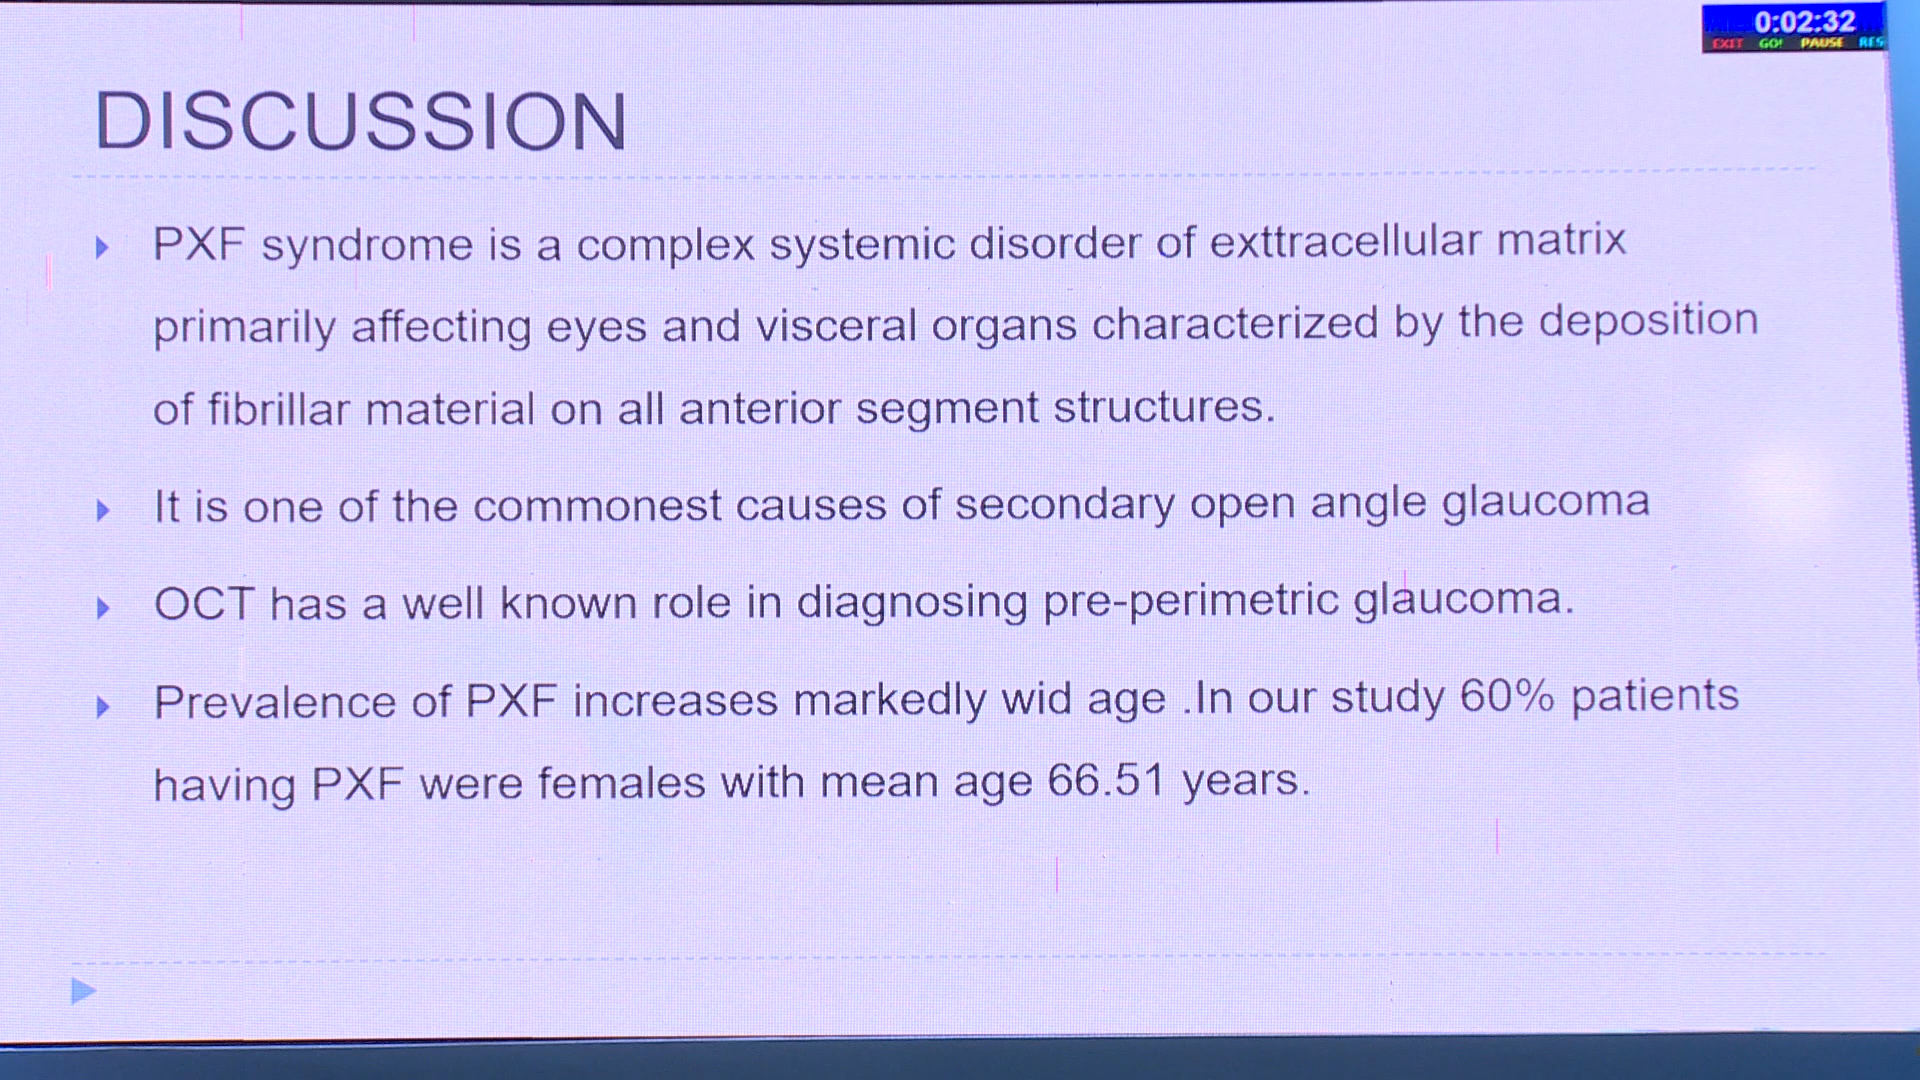 0:02:32
EXIT GO! PAUSE RES
DISCUSSION
PXF syndrome is a complex systemic disorder of exttracellular matrix
primarily affecting eyes and visceral organs characterized by the deposition
of fibrillar material on all anterior segment structures.
It is one of the commonest causes of secondary open angle glaucoma
OCT has a well known role in diagnosing pre-perimetric glaucoma.
Prevalence of PXF increases markedly wid age .In our study 60% patients
having PXF were females with mean age 66.51 years.